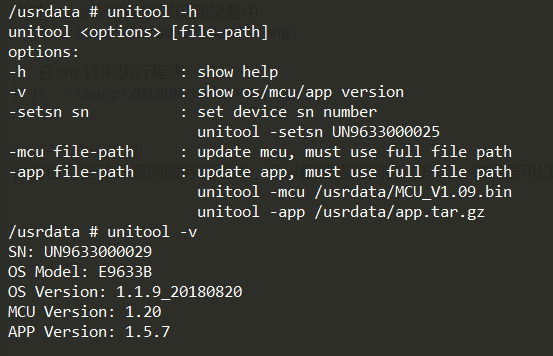 /usrdata # unitool -h
unitool <options> [file-path]
options:
-h : show help
-v : show os/mcu/app version
-setsn sn : set device sn number
unitool -setsn UN9633000025
-mcu file-path : update mcu, must use full file path
-app file-path : update app, must use full file path
unitool -mcu /usrdata/MCU_V1.09.bin
unitool -app /usrdata/app.tar.gz
/usrdata # unitool -v
SN: UN9633000029
OS Model: E9633B
OS Version: 1.1.9_20180820
MCU Version: 1.20
APP Version: 1.5.7